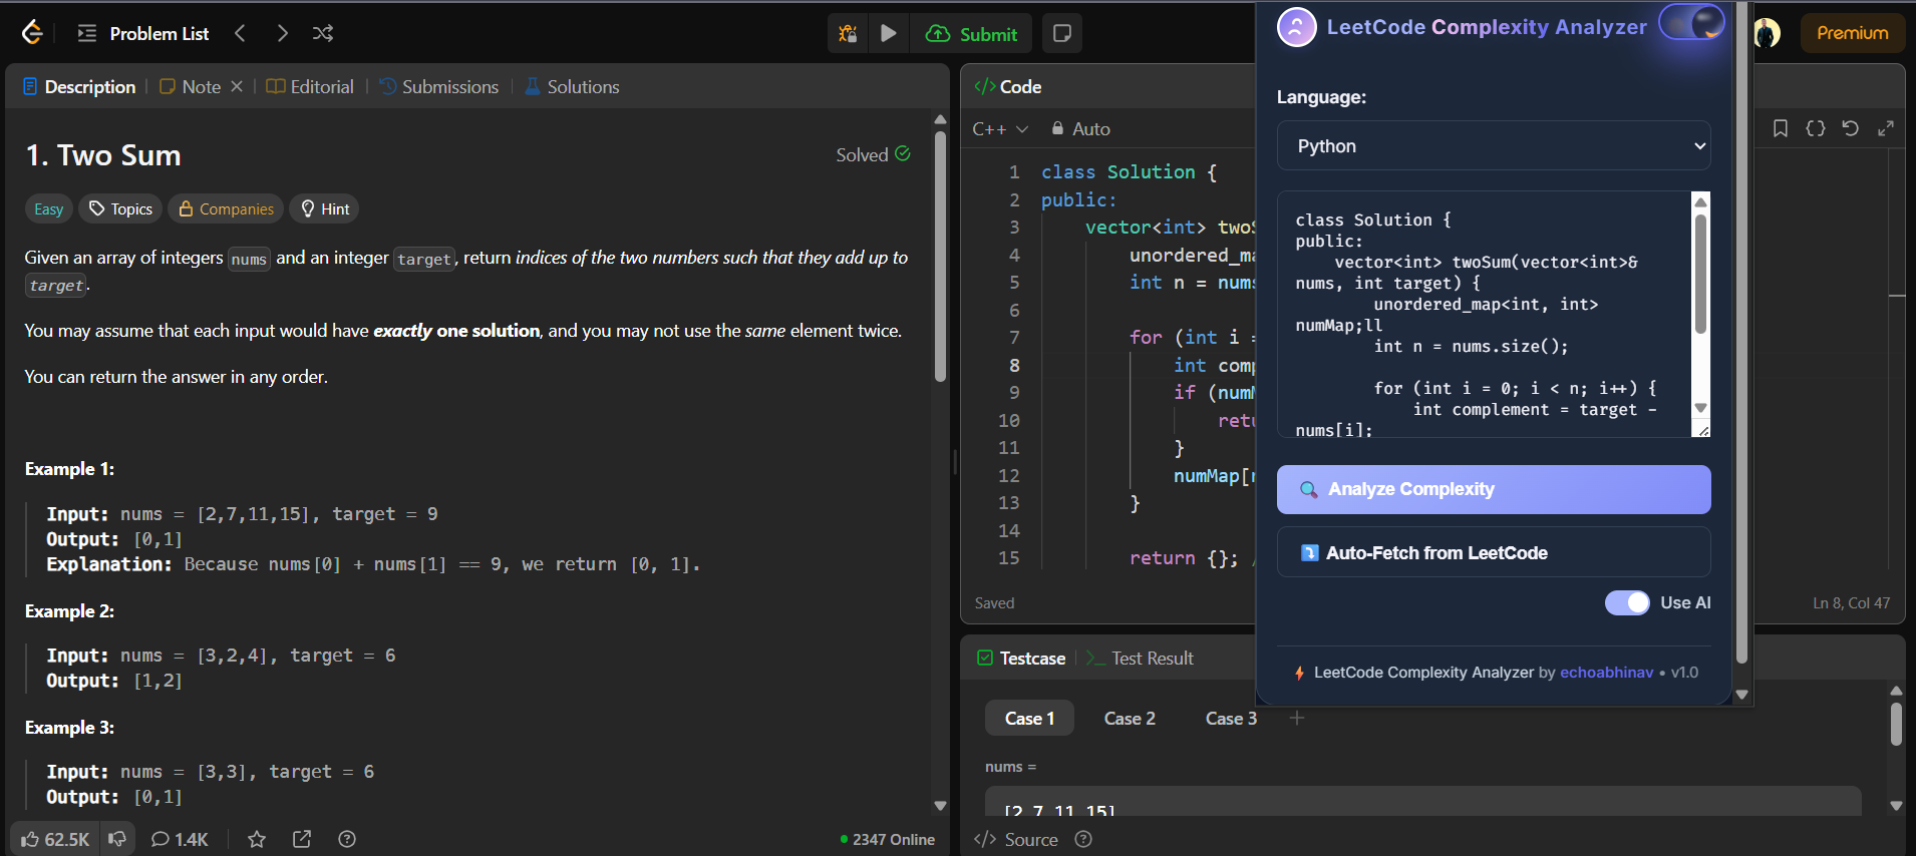 Problem List
Submit
Premium
Description
Note
Editorial
Submissions
Solutions
1. Two Sum
Solved
Easy
Topics
Companies
Hint
Given an array of integers nums and an integer target, return indices of the two numbers such that they add up to
target.
You may assume that each input would have exactly one solution, and you may not use the same element twice.
You can return the answer in any order.
Example 1:
Input: nums = [2,7,11,15], target = 9
Output: [0,1]
Explanation: Because nums[0] + nums[1] == 9, we return [0, 1].
Example 2:
Input: nums = [3,2,4], target = 6
Output: [1,2]
Example 3:
Input: nums = [3,3], target = 6
Output: [0,1]
62.5K
1.4K
2347 Online
</> Code
C++
Auto
1 class Solution {
2 public:
3 vector<int> twoS
4 unordered_ma
5 int n = nums
6
7 for (int i =
8 int comp
9 if (numM
10 retu
11 }
12 numMap[n
13 }
14
15 return {}; /
Saved
Ln 8, Col 47
Testcase
Test Result
Case 1
Case 2
Case 3
nums =
[2,7,11,15]
</> Source
LeetCode Complexity Analyzer
Language:
Python
class Solution {
public:
vector<int> twoSum(vector<int>&
nums, int target) {
unordered_map<int, int>
numMap;ll
int n = nums.size();
for (int i = 0; i < n; i++) {
int complement = target -
nums[i];
Analyze Complexity
Auto-Fetch from LeetCode
Use AI
LeetCode Complexity Analyzer by echoabhinav • v1.0